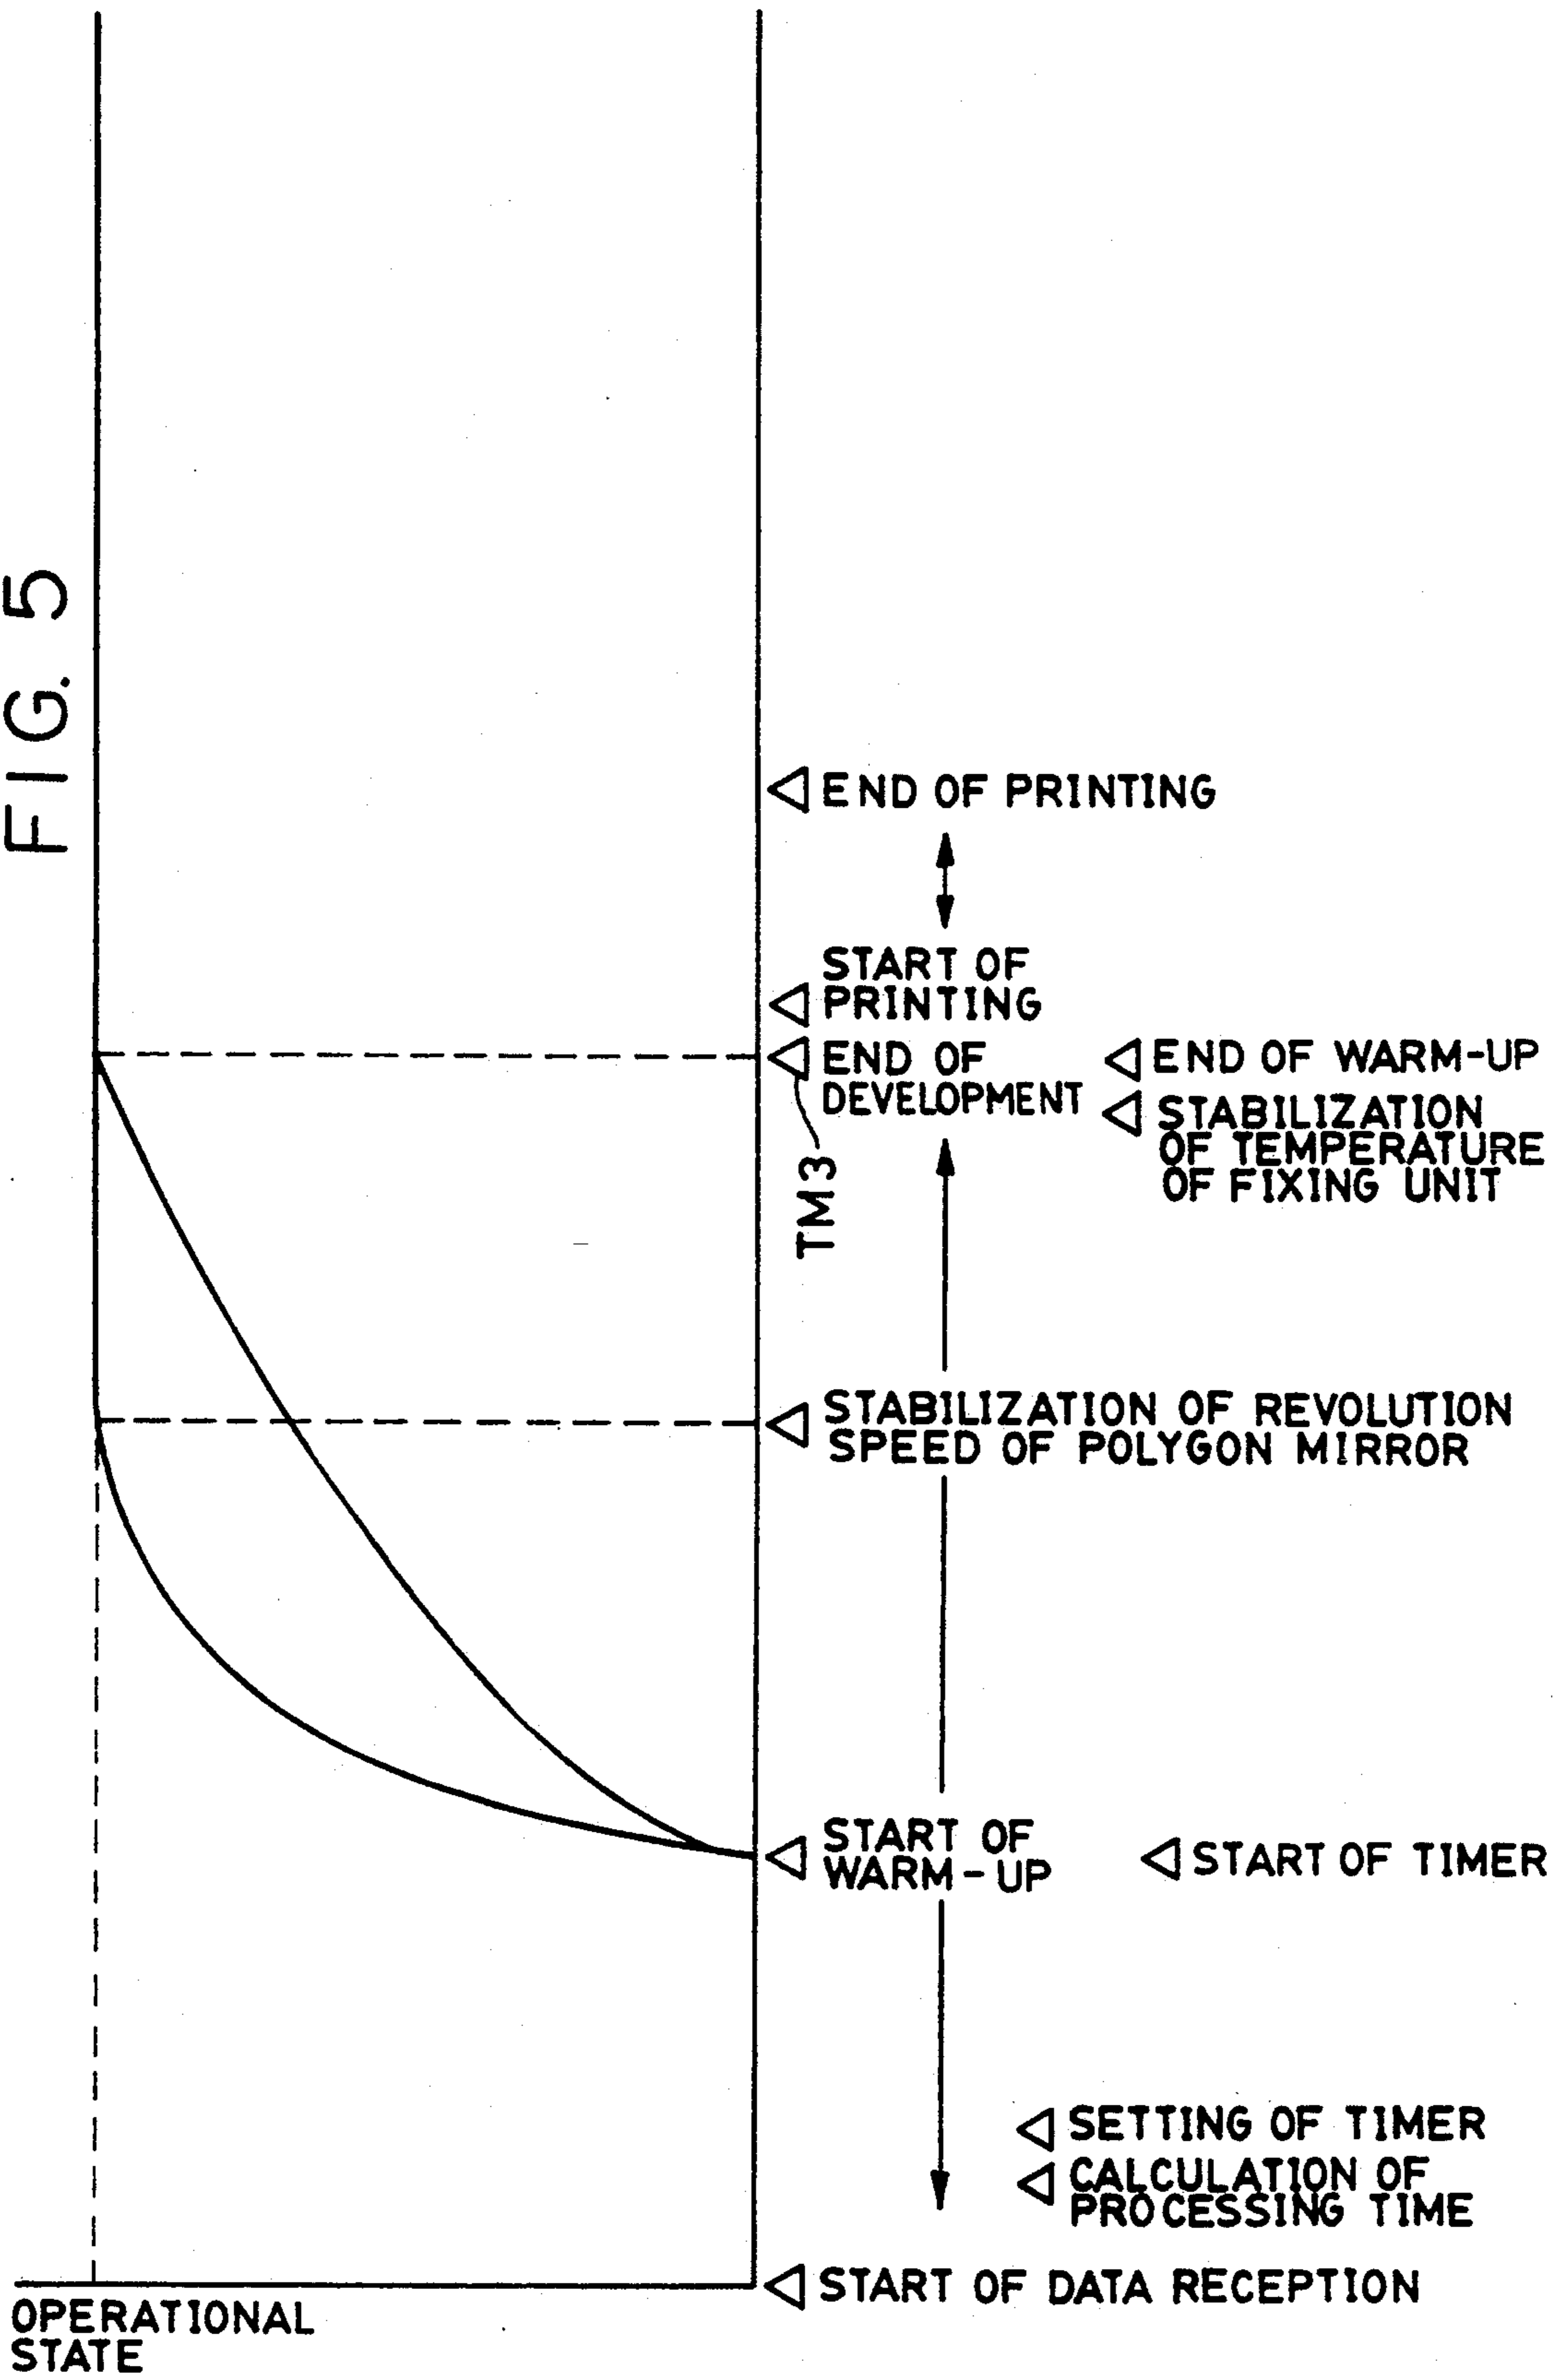 FIG. 5
END OF PRINTING
START OF
PRINTING
END OF
DEVELOPMENT
END OF WARM-UP
STABILIZATION
OF TEMPERATURE
OF FIXING UNIT
TM3
STABILIZATION OF REVOLUTION
SPEED OF POLYGON MIRROR
START OF
WARM-UP
START OF TIMER
SETTING OF TIMER
CALCULATION OF
PROCESSING TIME
START OF DATA RECEPTION
OPERATIONAL
STATE